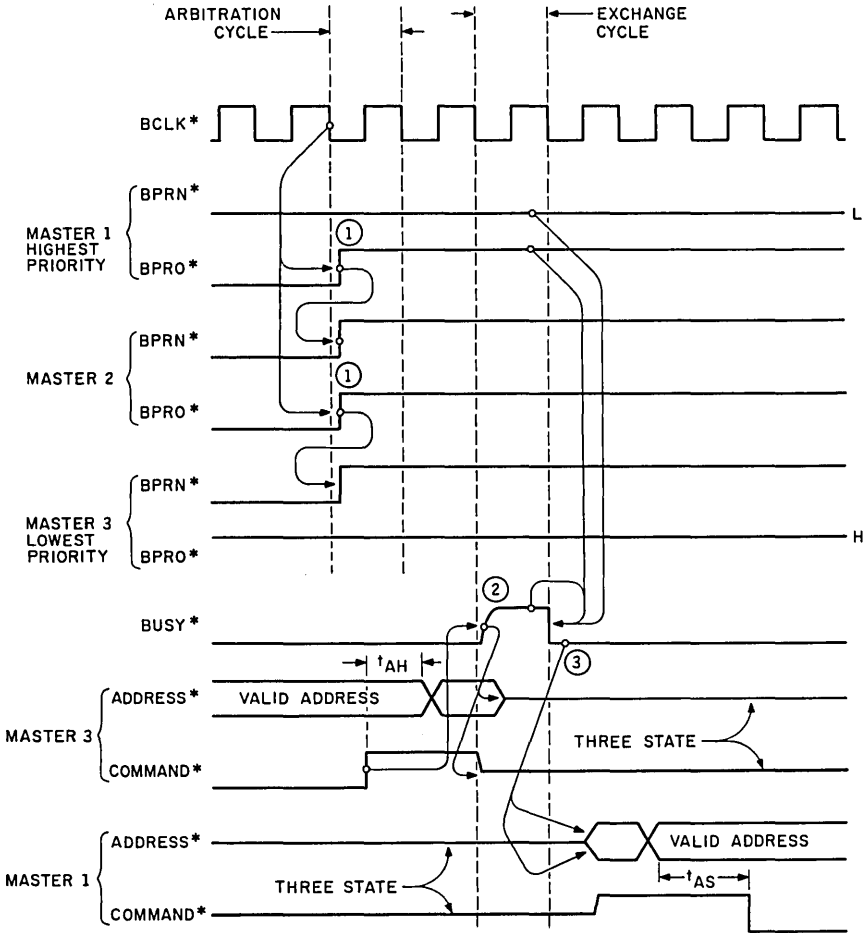 ARBITRATION
CYCLE
EXCHANGE
CYCLE
BCLK*
BPRN*
L
MASTER 1
HIGHEST
PRIORITY
1
BPRO*
BPRN*
MASTER 2
1
BPRO*
BPRN*
MASTER 3
LOWEST
PRIORITY
H
BPRO*
2
BUSY*
3
tAH
ADDRESS*
VALID ADDRESS
MASTER 3
THREE STATE
COMMAND*
ADDRESS*
VALID ADDRESS
MASTER 1
THREE STATE
tAS
COMMAND*